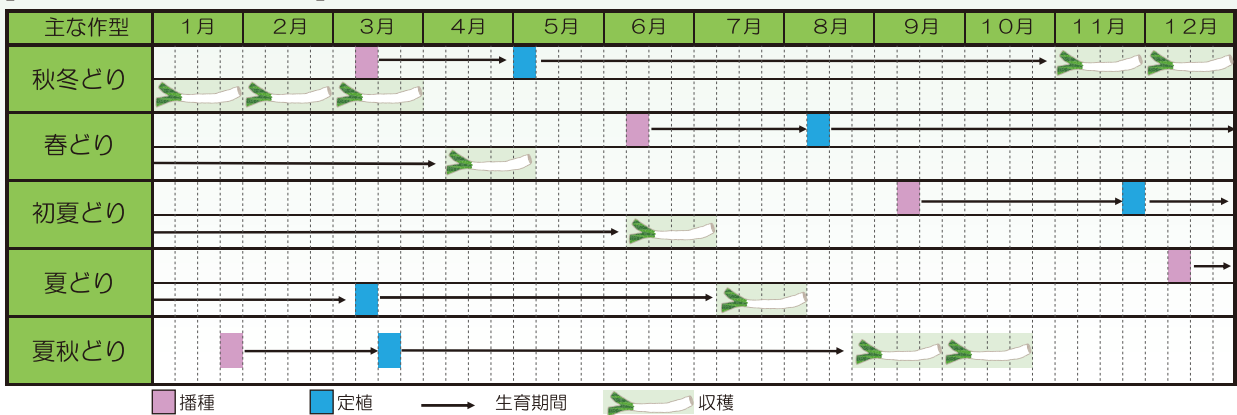 主な作型 1月 2月 3月 4月 5月 6月 7月 8月 9月 10月 11月 12月
秋冬どり
春どり
初夏どり
夏どり
夏秋どり
播種 定植 生育期間 収穫